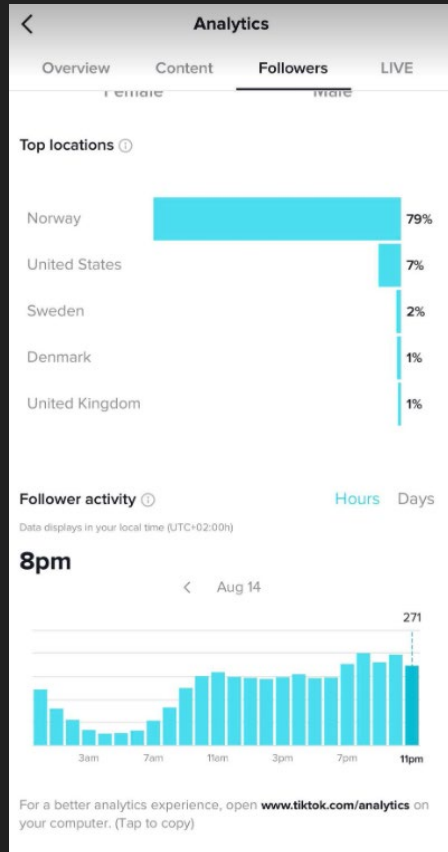 Analytics
Overview Content Followers LIVE
Female Male
Top locations
Norway 79%
United States 7%
Sweden 2%
Denmark 1%
United Kingdom 1%
Follower activity Hours Days
Data displays in your local time (UTC+02:00h)
8pm
Aug 14
271
3am 7am 11am 3pm 7pm 11pm
For a better analytics experience, open www.tiktok.com/analytics on
your computer. (Tap to copy)